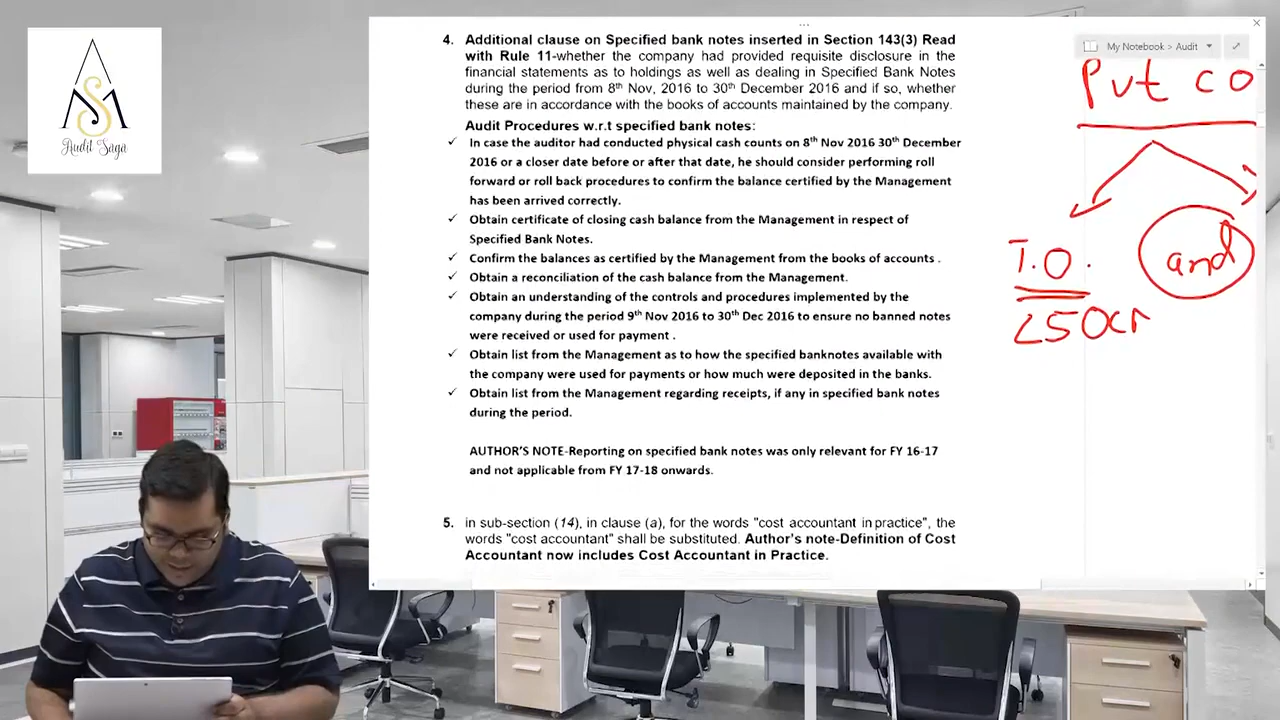 MS
Audit Saga
4. Additional clause on Specified bank notes inserted in Section 143(3) Read
with Rule 11-whether the company had provided requisite disclosure in the
financial statements as to holdings as well as dealing in Specified Bank Notes
during the period from 8th Nov, 2016 to 30th December 2016 and if so, whether
these are in accordance with the books of accounts maintained by the company.
Audit Procedures w.r.t specified bank notes:
✓ In case the auditor had conducted physical cash counts on 8th Nov 2016 30th December
2016 or a closer date before or after that date, he should consider performing roll
forward or roll back procedures to confirm the balance certified by the Management
has been arrived correctly.
✓ Obtain certificate of closing cash balance from the Management in respect of
Specified Bank Notes.
✓ Confirm the balances as certified by the Management from the books of accounts .
✓ Obtain a reconciliation of the cash balance from the Management.
✓ Obtain an understanding of the controls and procedures implemented by the
company during the period 9th Nov 2016 to 30th Dec 2016 to ensure no banned notes
were received or used for payment .
✓ Obtain list from the Management as to how the specified banknotes available with
the company were used for payments or how much were deposited in the banks.
✓ Obtain list from the Management regarding receipts, if any in specified bank notes
during the period.
AUTHOR'S NOTE-Reporting on specified bank notes was only relevant for FY 16-17
and not applicable from FY 17-18 onwards.
5. in sub-section (14), in clause (a), for the words "cost accountant in practice", the
words "cost accountant" shall be substituted. Author's note-Definition of Cost
Accountant now includes Cost Accountant in Practice.
My Notebook > Audit
Pvt CO
T.O.
and
<50cr